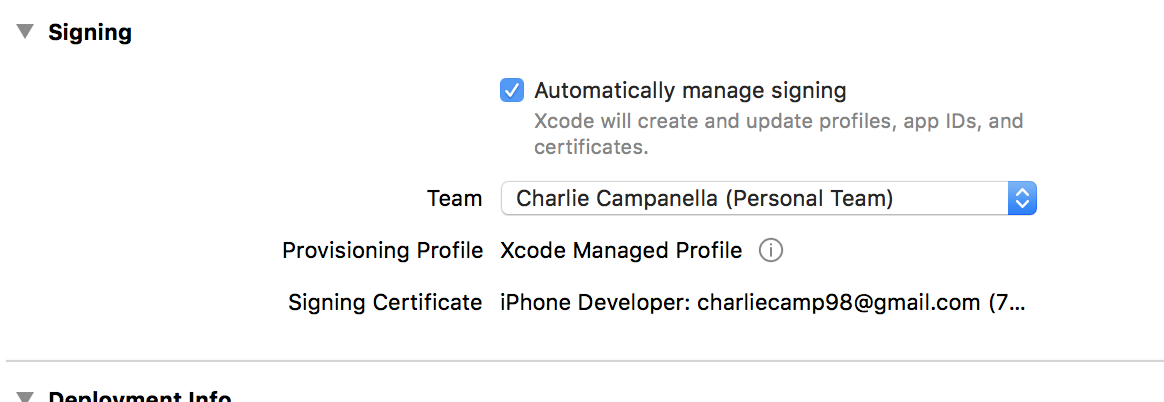 Signing
Automatically manage signing
Xcode will create and update profiles, app IDs, and
certificates.
Team Charlie Campanella (Personal Team)
Provisioning Profile Xcode Managed Profile
Signing Certificate iPhone Developer: charliecamp98@gmail.com (7...
Deployment Info